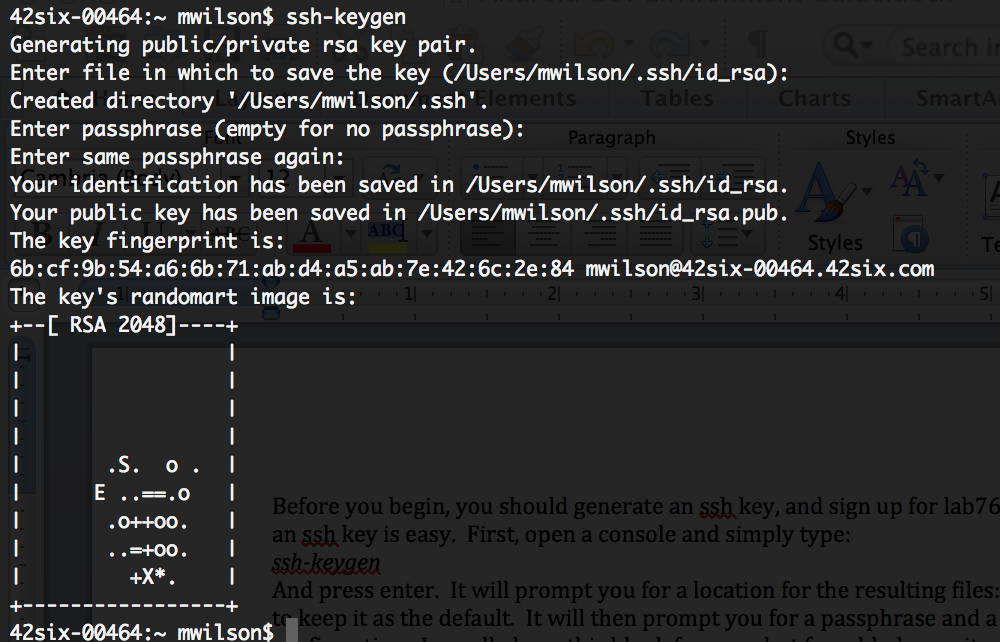 42six-00464:~ mwilson$ ssh-keygen
Generating public/private rsa key pair.
Enter file in which to save the key (/Users/mwilson/.ssh/id_rsa):
Created directory '/Users/mwilson/.ssh'.
Enter passphrase (empty for no passphrase):
Enter same passphrase again:
Your identification has been saved in /Users/mwilson/.ssh/id_rsa.
Your public key has been saved in /Users/mwilson/.ssh/id_rsa.pub.
The key fingerprint is:
6b:cf:9b:54:a6:6b:71:ab:d4:a5:ab:7e:42:6c:2e:84 mwilson@42six-00464.42six.com
The key's randomart image is:
+--[ RSA 2048]----+
|                 |
|                 |
|                 |
|                 |
|       .S.  o .  |
|      E ..==.o   |
|       .o++oo.   |
|       ..=+oo.   |
|         +X*.    |
+-----------------+
42six-00464:~ mwilson$
Search in
Elements Tables Charts SmartA
Font Paragraph Styles
12
Styles
1 2 3 4 5
Before you begin, you should generate an ssh key, and sign up for lab76
an ssh key is easy.  First, open a console and simply type:
ssh-keygen
And press enter.  It will prompt you for a location for the resulting files:
to keep it as the default.  It will then prompt you for a passphrase and a